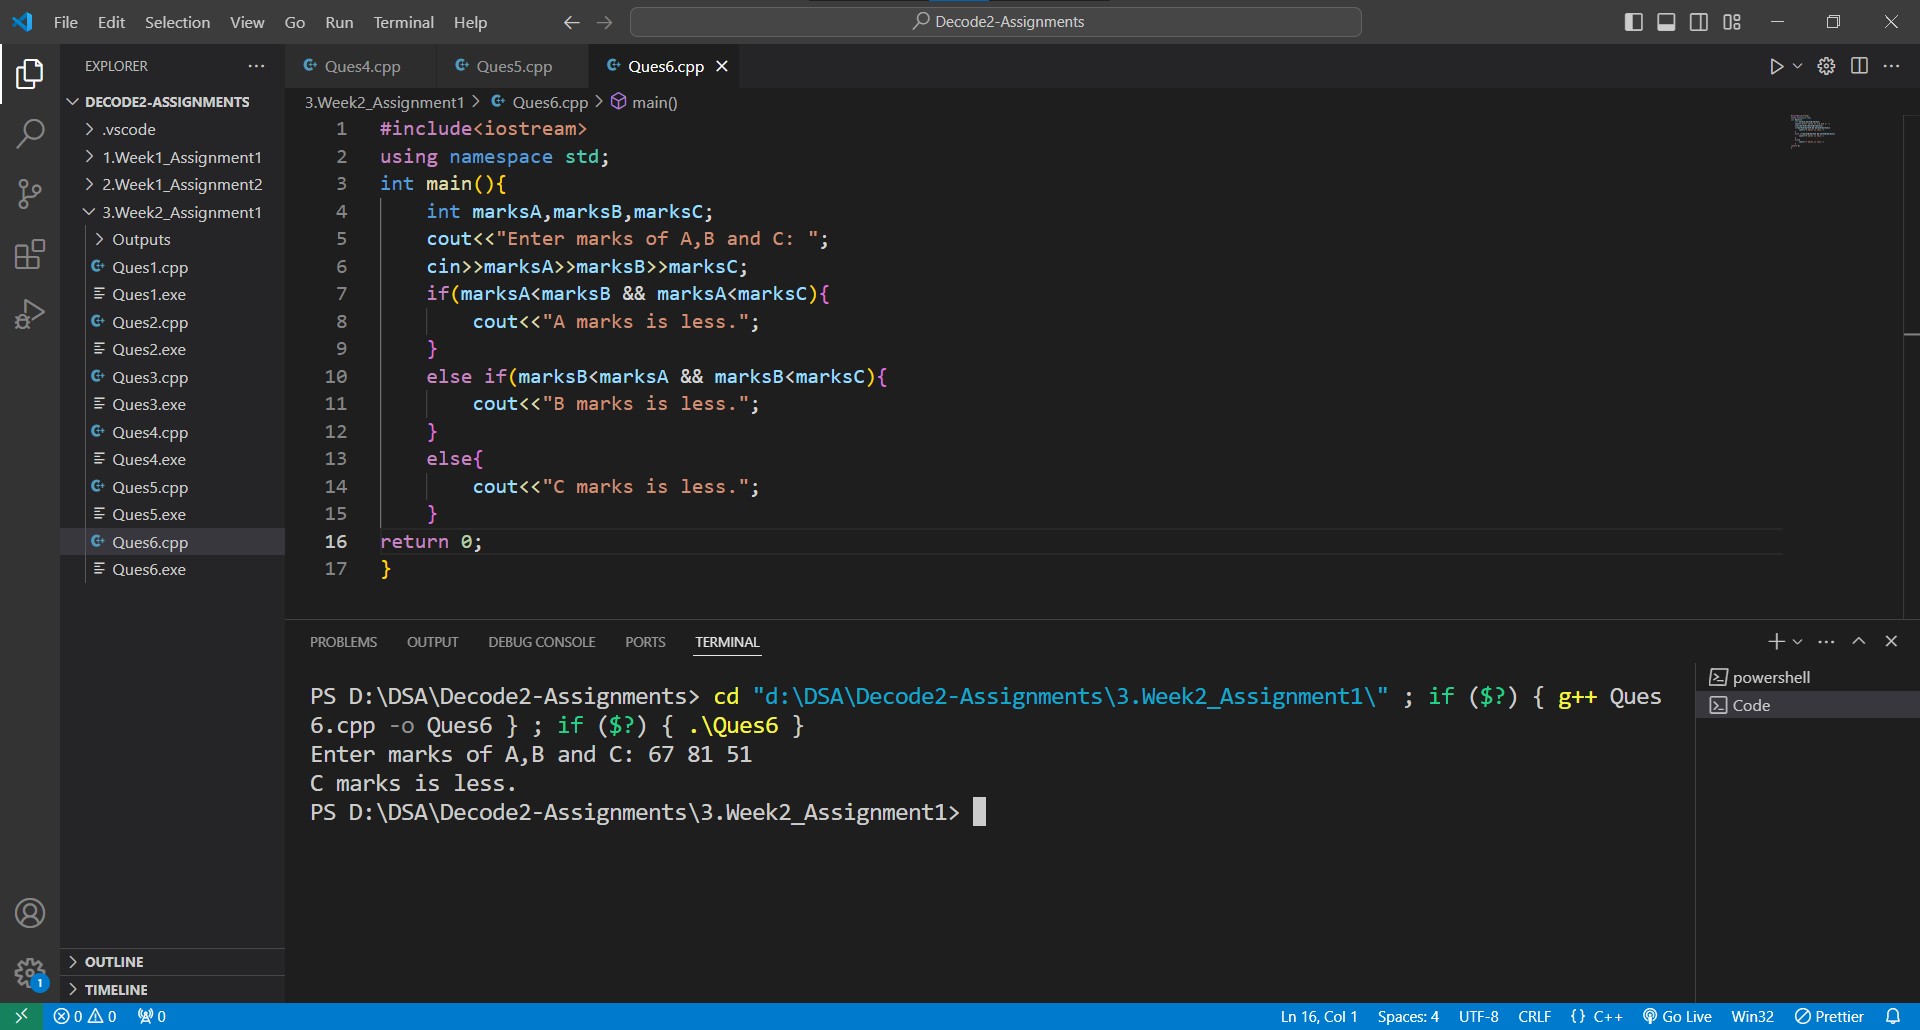 File Edit Selection View Go Run Terminal Help
Decode2-Assignments
EXPLORER
DECODE2-ASSIGNMENTS
.vscode
1.Week1_Assignment1
2.Week1_Assignment2
3.Week2_Assignment1
Outputs
Ques1.cpp
Ques1.exe
Ques2.cpp
Ques2.exe
Ques3.cpp
Ques3.exe
Ques4.cpp
Ques4.exe
Ques5.cpp
Ques5.exe
Ques6.cpp
Ques6.exe
OUTLINE
TIMELINE
Ques4.cpp Ques5.cpp Ques6.cpp
3.Week2_Assignment1 > Ques6.cpp > main()
1 #include<iostream>
2 using namespace std;
3 int main(){
4 int marksA,marksB,marksC;
5 cout<<"Enter marks of A,B and C: ";
6 cin>>marksA>>marksB>>marksC;
7 if(marksA<marksB && marksA<marksC){
8 cout<<"A marks is less.";
9 }
10 else if(marksB<marksA && marksB<marksC){
11 cout<<"B marks is less.";
12 }
13 else{
14 cout<<"C marks is less.";
15 }
16 return 0;
17 }
PROBLEMS OUTPUT DEBUG CONSOLE PORTS TERMINAL
PS D:\DSA\Decode2-Assignments> cd "d:\DSA\Decode2-Assignments\3.Week2_Assignment1\" ; if ($?) { g++ Ques
6.cpp -o Ques6 } ; if ($?) { .\Ques6 }
Enter marks of A,B and C: 67 81 51
C marks is less.
PS D:\DSA\Decode2-Assignments\3.Week2_Assignment1>
powershell
Code
1
0 0 0 Ln 16, Col 1 Spaces: 4 UTF-8 CRLF {} C++ Go Live Win32 Prettier